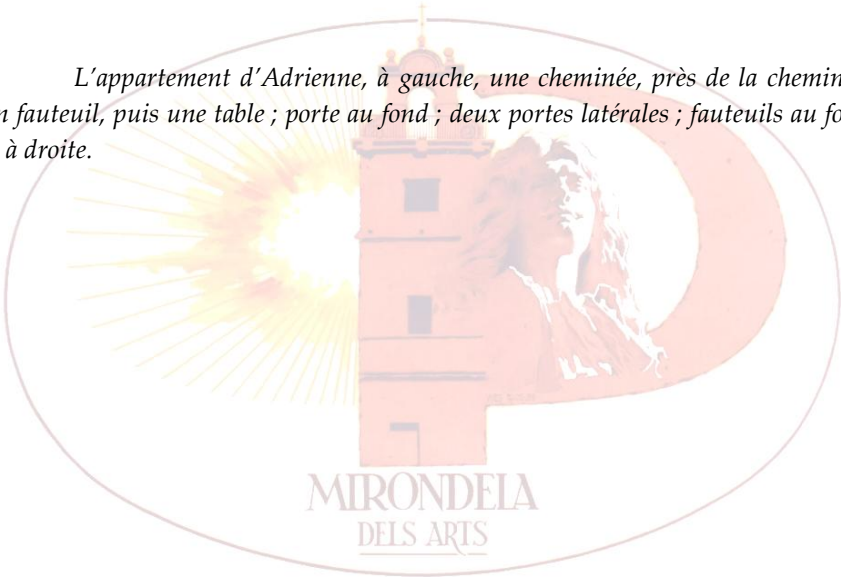 L'appartement d'Adrienne, à gauche, une cheminée, près de la chemin
fauteuil, puis une table ; porte au fond ; deux portes latérales ; fauteuils au fo
à droite.
MIRONDELA
DELS ARTS